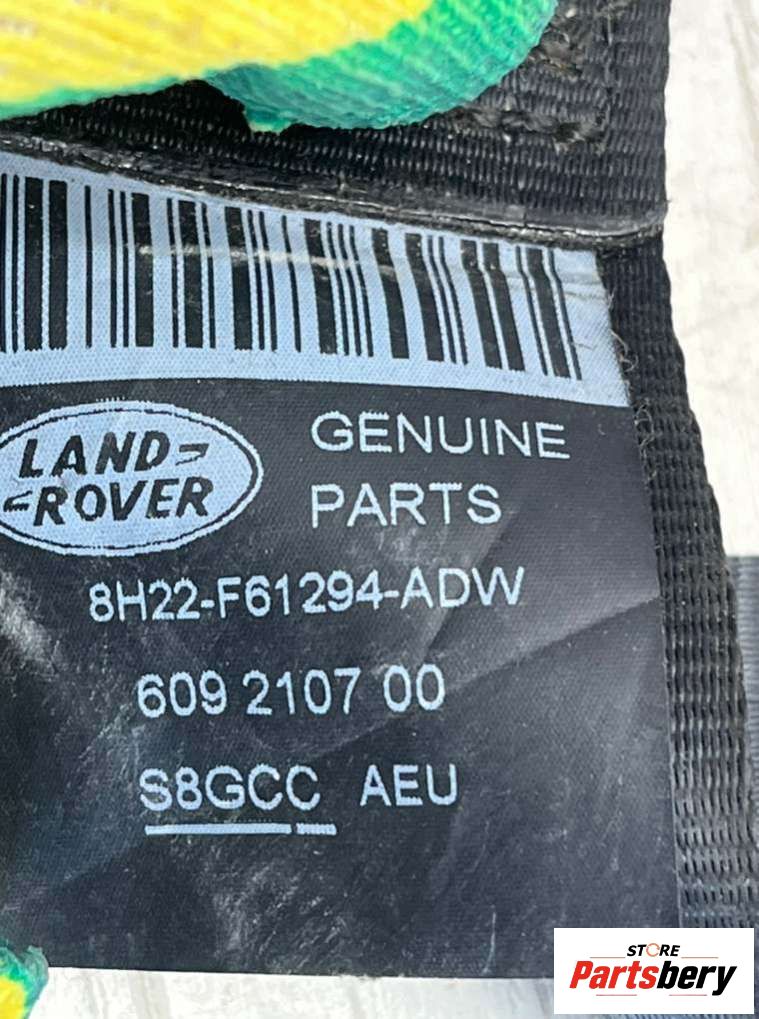 LAND
ROVER
GENUINE
PARTS
8H22-F61294-ADW
609 2107 00
S8GCC AEU
STORE
Partsbery